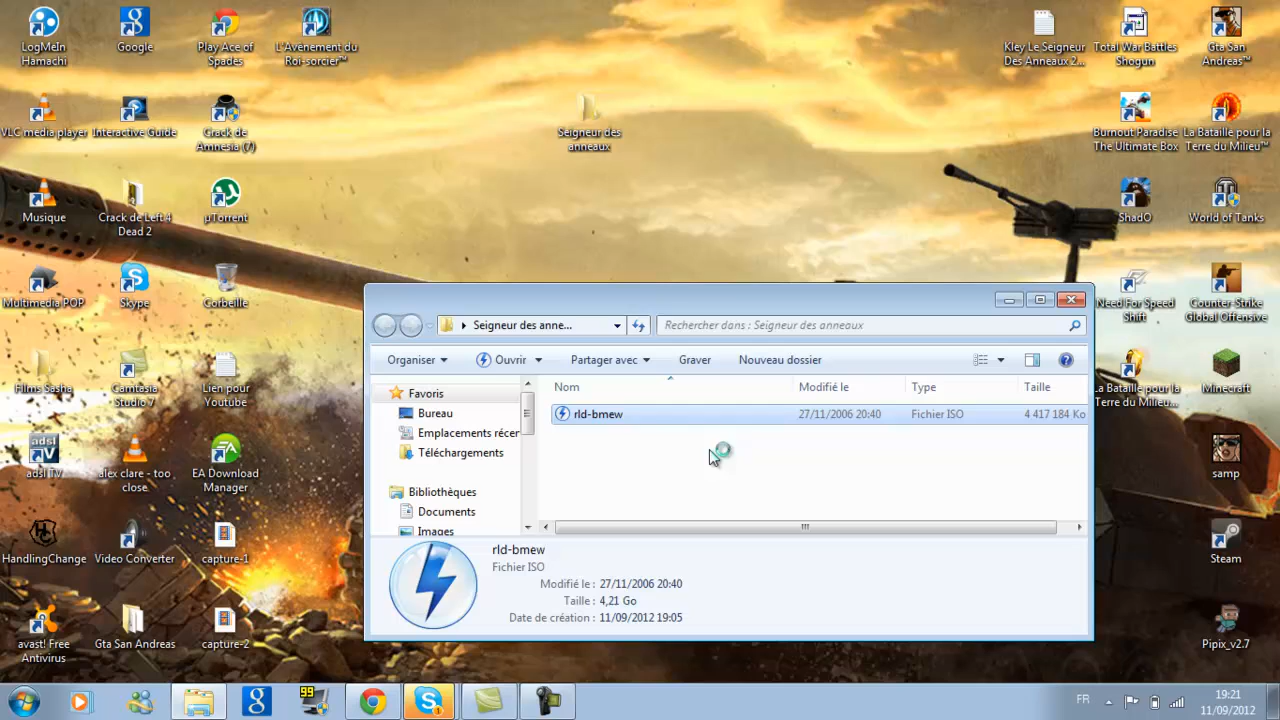 LogMeIn
Hamachi
Google
Play Ace of
Spades
L'Avènement du
Roi-sorcier™
Kley Le Seigneur
Des Anneaux 2...
Total War Battles
Shogun
Gta San
Andreas™
VLC media player
Interactive Guide
Crack de
Amnesia (7)
Seigneur des
anneaux
Burnout Paradise
The Ultimate Box
La Bataille pour la
Terre du Milieu™
Musique
Crack de Left 4
Dead 2
µTorrent
ShadO
World of Tanks
Multimedia POP
Skype
Corbeille
Need For Speed
Shift
Counter-Strike
Global Offensive
Seigneur des anne...
Rechercher dans : Seigneur des anneaux
Organiser
Ouvrir
Partager avec
Graver
Nouveau dossier
Films Sasha
Camtasia
Studio 7
Lien pour
Youtube
La Bataille pour la
Terre du Milieu...
Minecraft
Favoris
Bureau
Emplacements récer
Téléchargements
Bibliothèques
Documents
Images
Nom
Modifié le
Type
Taille
rld-bmew
27/11/2006 20:40
Fichier ISO
4 417 184 Ko
adsl TV
alex clare - too
close
EA Download
Manager
samp
HandlingChange
Video Converter
capture-1
Steam
rld-bmew
Fichier ISO
Modifié le : 27/11/2006 20:40
Taille : 4,21 Go
Date de création : 11/09/2012 19:05
avast! Free
Antivirus
Gta San Andreas
capture-2
Pipix_v2.7
99
1
FR
19:21
11/09/2012